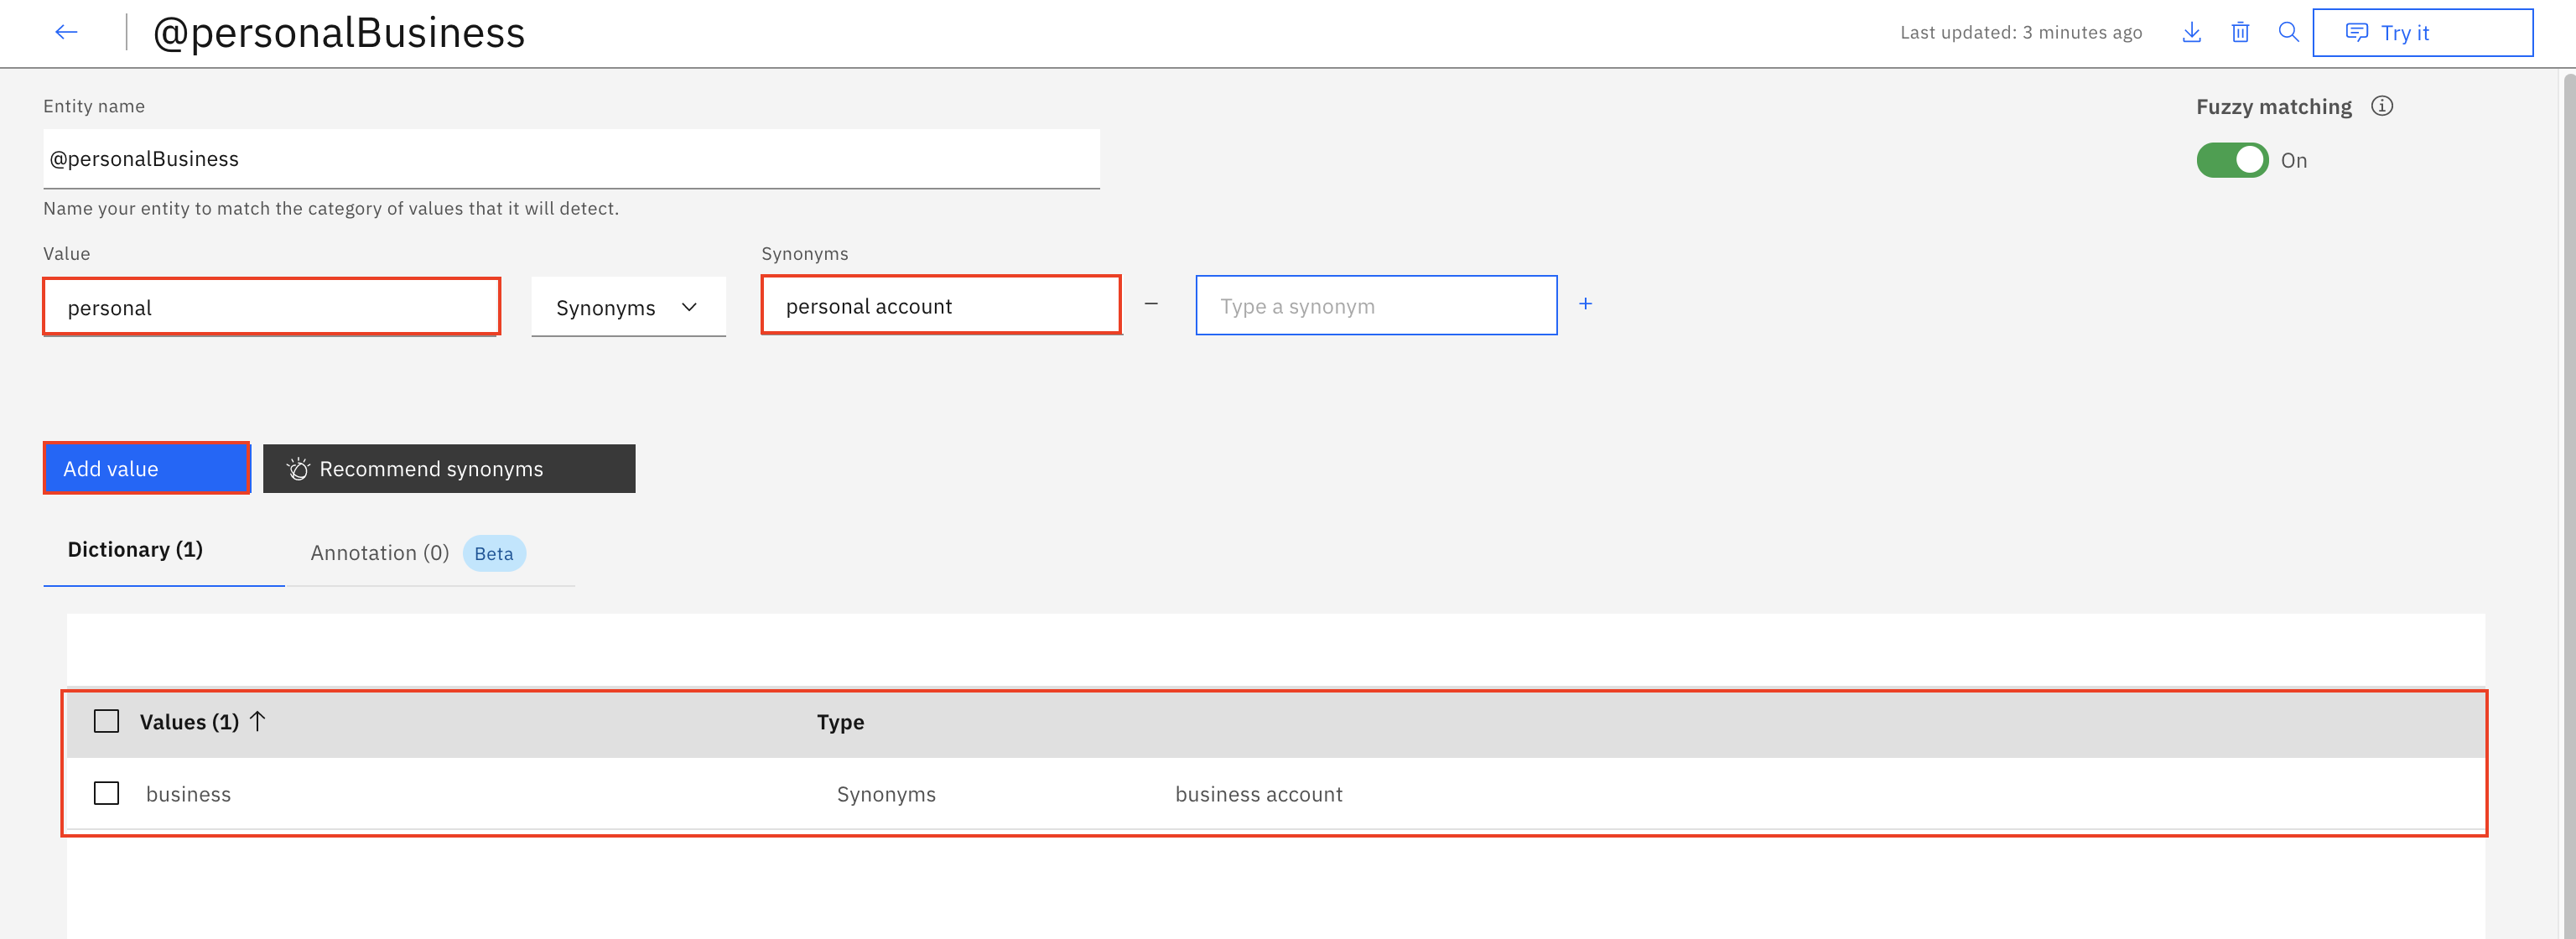 @personalBusiness
Last updated: 3 minutes ago
Try it
Entity name
@personalBusiness
Name your entity to match the category of values that it will detect.
Fuzzy matching
On
Value
Synonyms
personal
Synonyms
personal account
Type a synonym
Add value
Recommend synonyms
Dictionary (1)
Annotation (0) Beta
Values (1) Type
business Synonyms business account